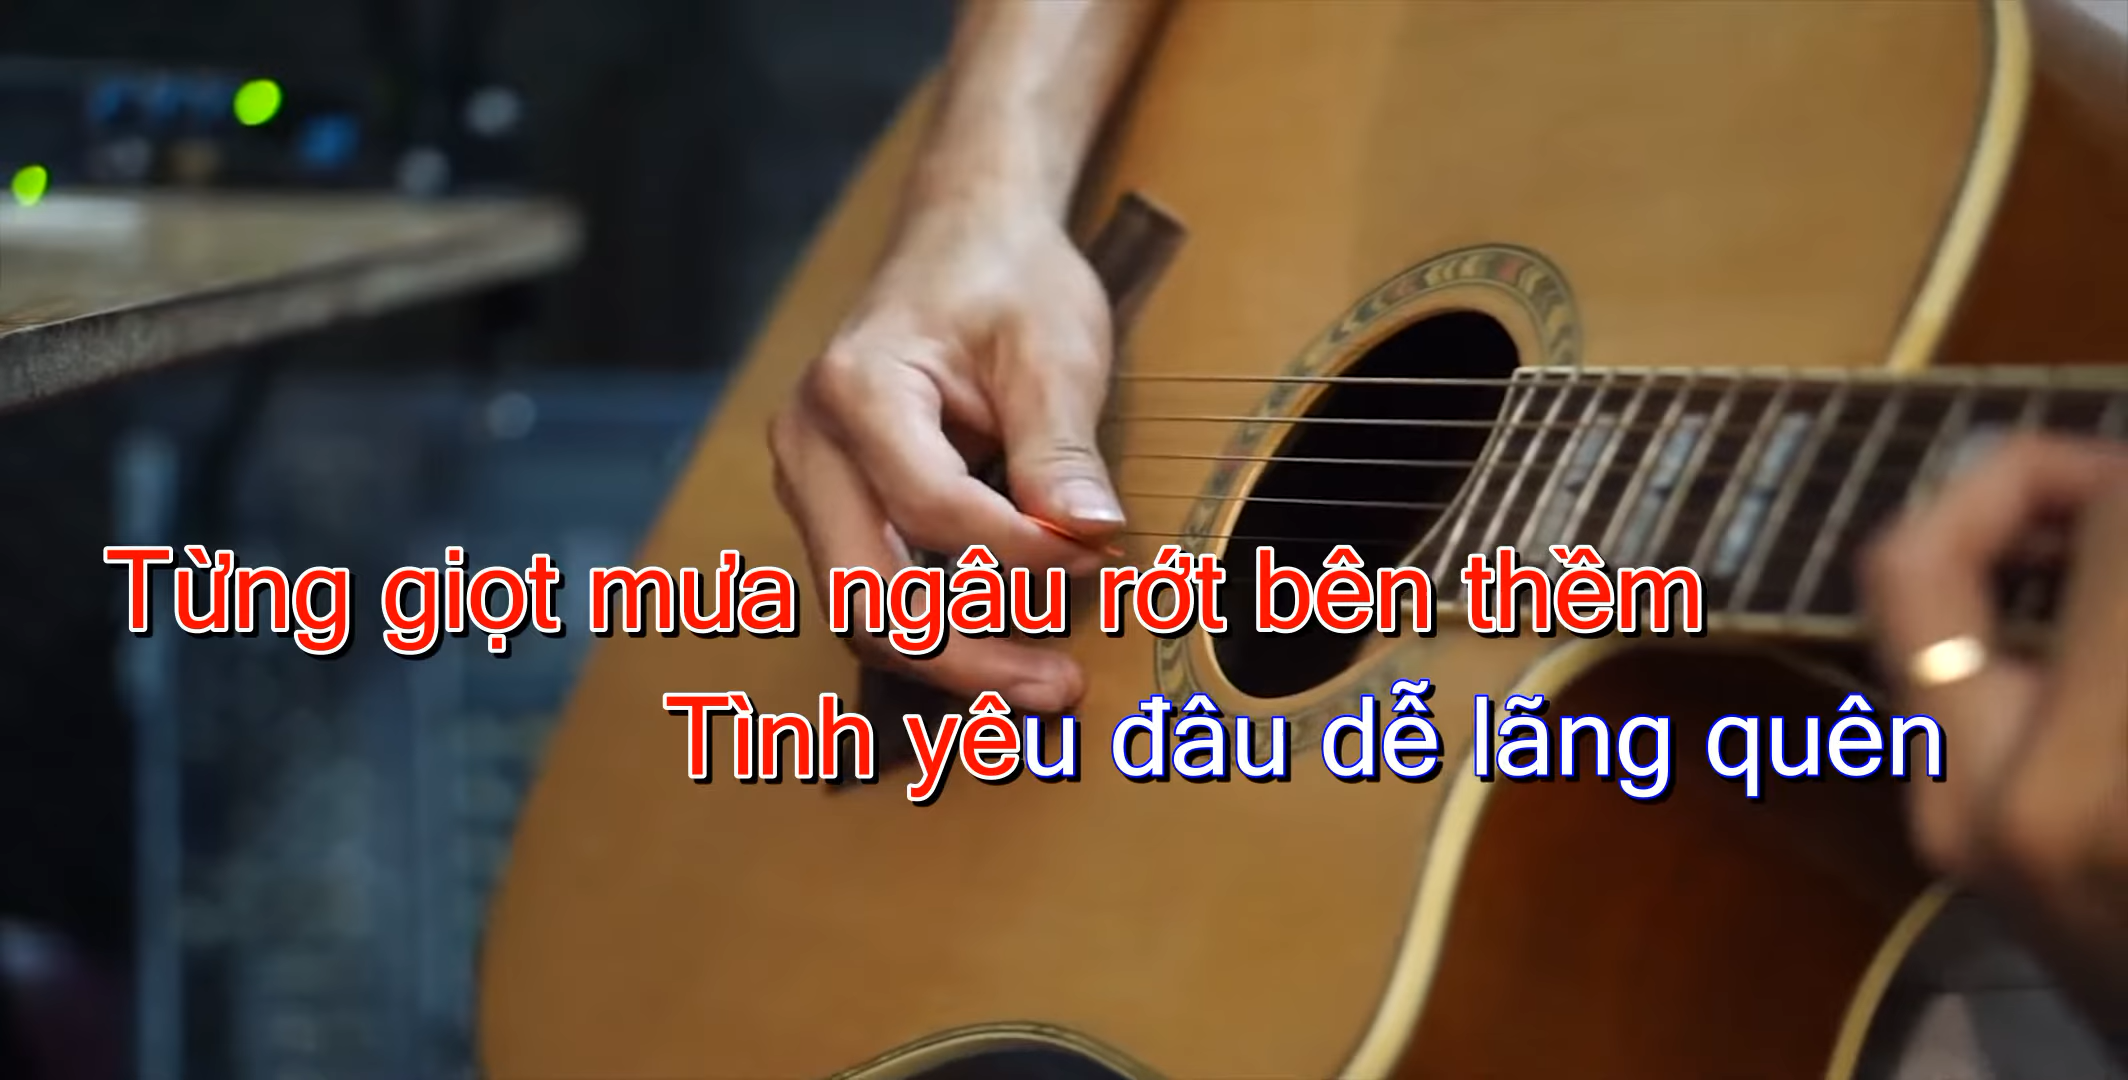 Từng giọt mưa ngâu rớt bên thềm
Tình yêu đâu dễ lãng quên